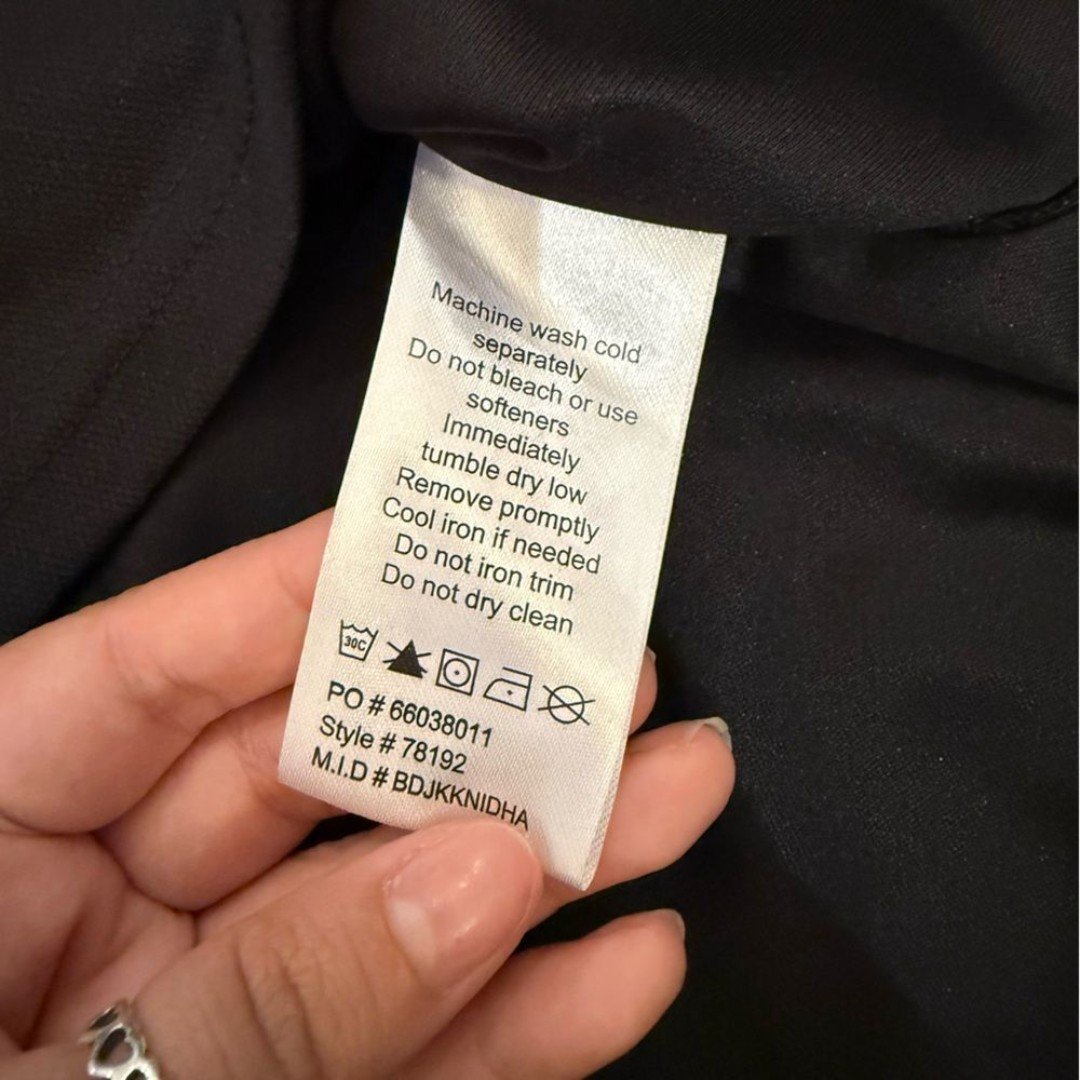 Machine wash cold
separately
Do not bleach or use
softeners
Immediately
tumble dry low
Remove promptly
Cool iron if needed
Do not iron trim
Do not dry clean
30C
PO # 66038011
Style # 78192
M.I.D # BDJKKNIDHA